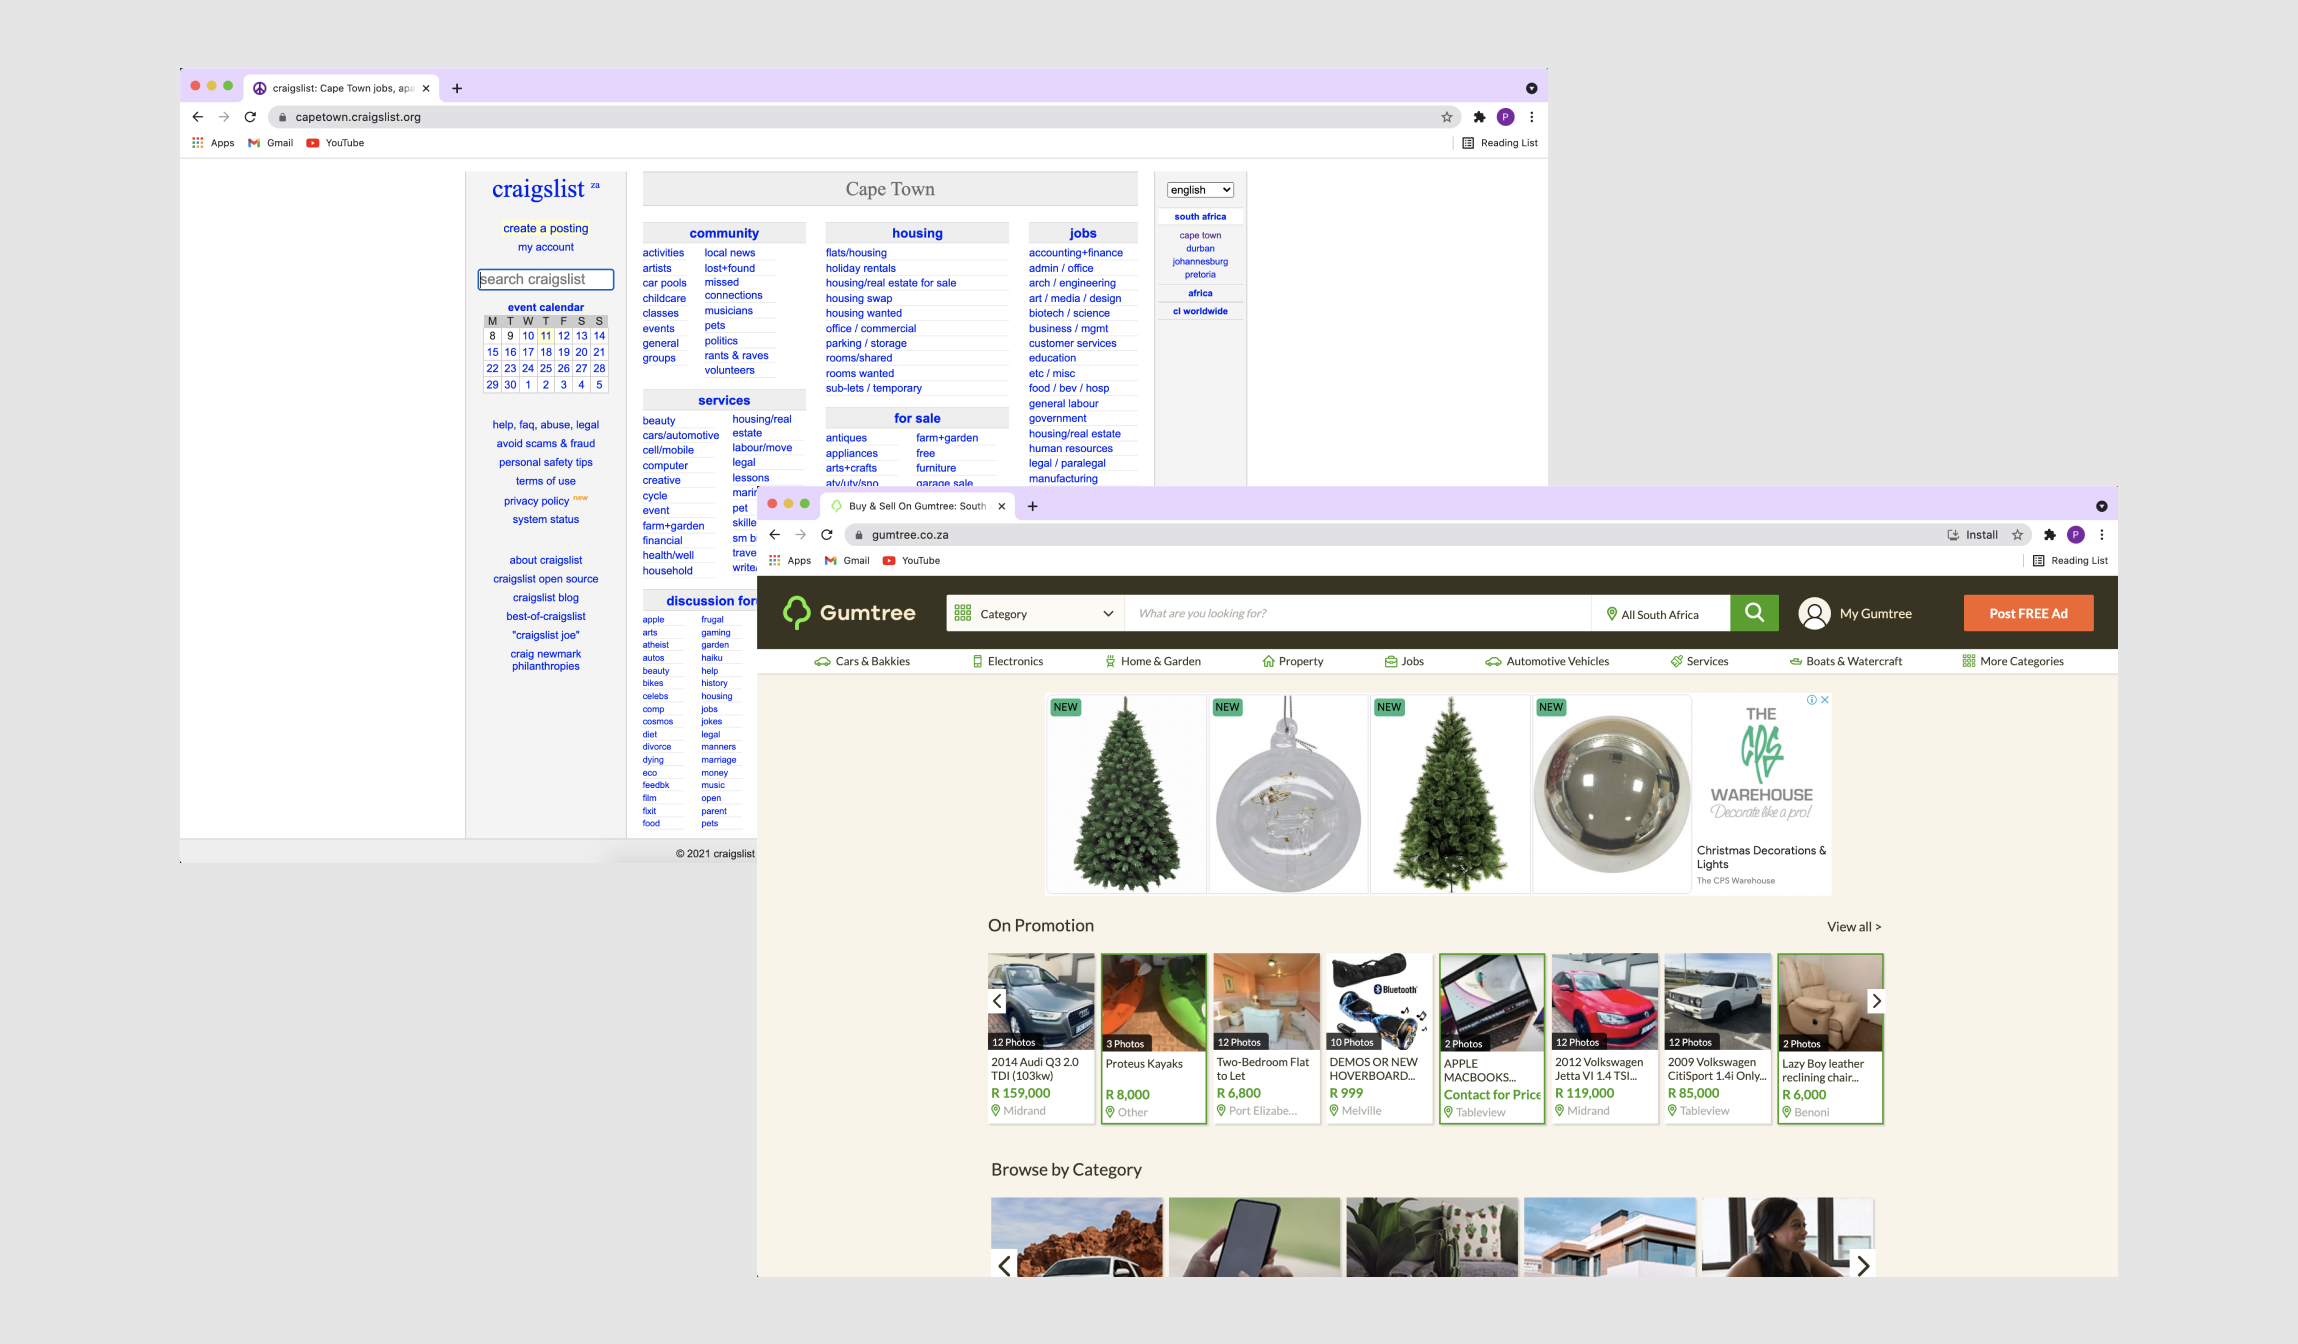 craigslist: Cape Town jobs, apa
capetown.craigslist.org
P
Apps Gmail YouTube
Reading List
craigslist za
create a posting
my account
search craigslist
event calendar
M T W T F S S
8 9 10 11 12 13 14
15 16 17 18 19 20 21
22 23 24 25 26 27 28
29 30 1 2 3 4 5
help, faq, abuse, legal
avoid scams & fraud
personal safety tips
terms of use
privacy policy new
system status
about craigslist
craigslist open source
craigslist blog
best-of-craigslist
"craigslist joe"
craig newmark
philanthropies
Cape Town
community
activities
artists
car pools
childcare
classes
events
general
groups
local news
lost+found
missed
connections
musicians
pets
politics
rants & raves
volunteers
services
beauty
cars/automotive
cell/mobile
computer
creative
cycle
event
farm+garden
financial
health/well
household
housing/real
estate
labour/move
legal
lessons
marin
pet
skille
sm bi
trave
write/
discussion foru
apple
arts
atheist
autos
beauty
bikes
celebs
comp
cosmos
diet
divorce
dying
eco
feedbk
film
fixit
food
frugal
gaming
garden
haiku
help
history
housing
jobs
jokes
legal
manners
marriage
money
music
open
parent
pets
housing
flats/housing
holiday rentals
housing/real estate for sale
housing swap
housing wanted
office / commercial
parking / storage
rooms/shared
rooms wanted
sub-lets / temporary
for sale
antiques
appliances
arts+crafts
atv/utv/sno
farm+garden
free
furniture
garage sale
jobs
accounting+finance
admin / office
arch / engineering
art / media / design
biotech / science
business / mgmt
customer services
education
etc / misc
food / bev / hosp
general labour
government
housing/real estate
human resources
legal / paralegal
manufacturing
english
south africa
cape town
durban
johannesburg
pretoria
africa
cl worldwide
© 2021 craigslist
Buy & Sell On Gumtree: South
gumtree.co.za
Install
P
Apps Gmail YouTube
Reading List
Gumtree
Category
What are you looking for?
All South Africa
My Gumtree
Post FREE Ad
Cars & Bakkies Electronics Home & Garden Property Jobs Automotive Vehicles Services Boats & Watercraft More Categories
NEW NEW NEW NEW
THE
CPS
WAREHOUSE
Decorate like a pro!
Christmas Decorations &
Lights
The CPS Warehouse
On Promotion
View all >
12 Photos
2014 Audi Q3 2.0
TDI (103kw)
R 159,000
Midrand
3 Photos
Proteus Kayaks
R 8,000
Other
12 Photos
Two-Bedroom Flat
to Let
R 6,800
Port Elizabe...
Bluetooth
10 Photos
DEMOS OR NEW
HOVERBOARD...
R 999
Melville
2 Photos
APPLE
MACBOOKS...
Contact for Price
Tableview
12 Photos
2012 Volkswagen
Jetta VI 1.4 TSI...
R 119,000
Midrand
12 Photos
2009 Volkswagen
CitiSport 1.4i Only...
R 85,000
Tableview
2 Photos
Lazy Boy leather
reclining chair...
R 6,000
Benoni
Browse by Category